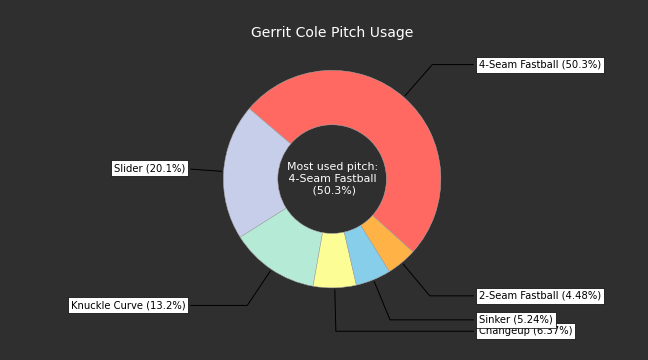 Gerrit Cole Pitch Usage
4-Seam Fastball (50.3%)
Slider (20.1%)
Most used pitch:
4-Seam Fastball
(50.3%)
Knuckle Curve (13.2%)
2-Seam Fastball (4.48%)
Sinker (5.24%)
Changeup (6.37%)